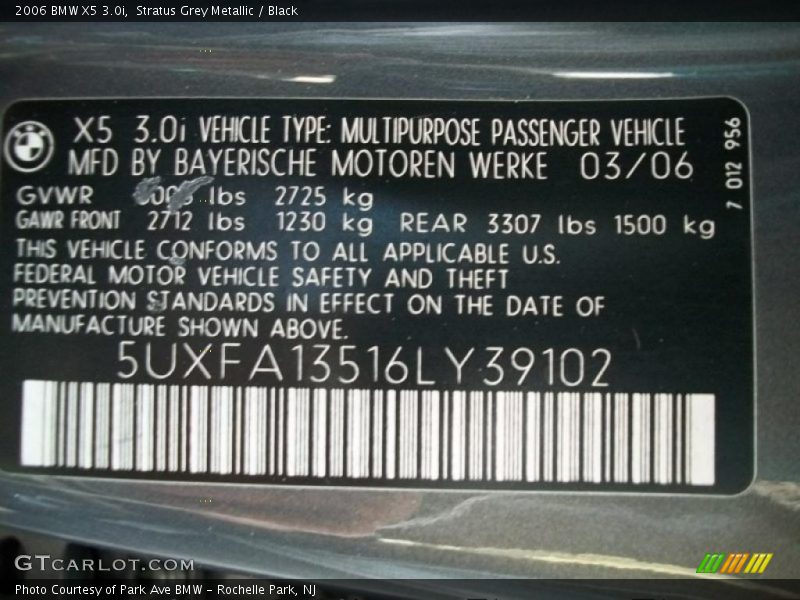 2006 BMW X5 3.0i, Stratus Grey Metallic / Black
X5 3.0i VEHICLE TYPE: MULTIPURPOSE PASSENGER VEHICLE
MFD BY BAYERISCHE MOTOREN WERKE 03/06
7 012 956
GVWR lbs 2725 kg
GAWR FRONT 2712 lbs 1230 kg REAR 3307 lbs 1500 kg
THIS VEHICLE CONFORMS TO ALL APPLICABLE U.S.
FEDERAL MOTOR VEHICLE SAFETY AND THEFT
PREVENTION STANDARDS IN EFFECT ON THE DATE OF
MANUFACTURE SHOWN ABOVE.
5UXFA13516LY39102
GTCARLOT.COM
Photo Courtesy of Park Ave BMW - Rochelle Park, NJ